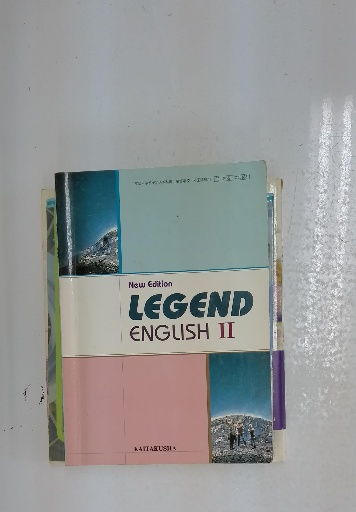 New Edition
LEGEND
ENGLISH II
KAITAKUSHA